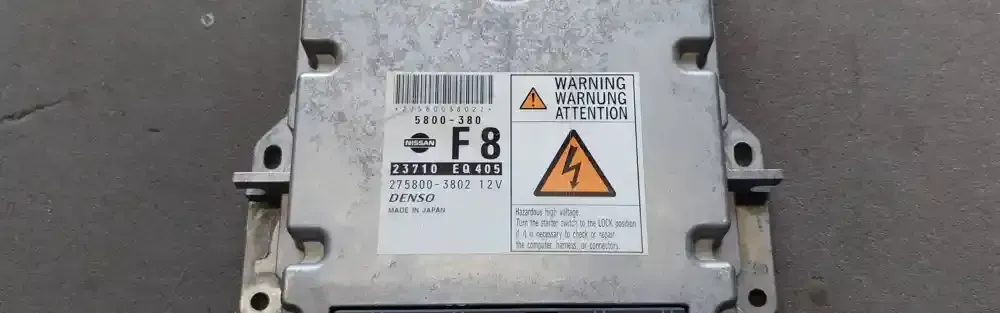 5800-380
NISSAN
F8
23710 EQ405
275800-3802 12V
DENSO
MADE IN JAPAN
WARNING
WARNUNG
ATTENTION
Hazardous high voltage.
Turn the starter switch to the LOCK position
if it is necessary to check or repair
the computer, harness, or connectors.